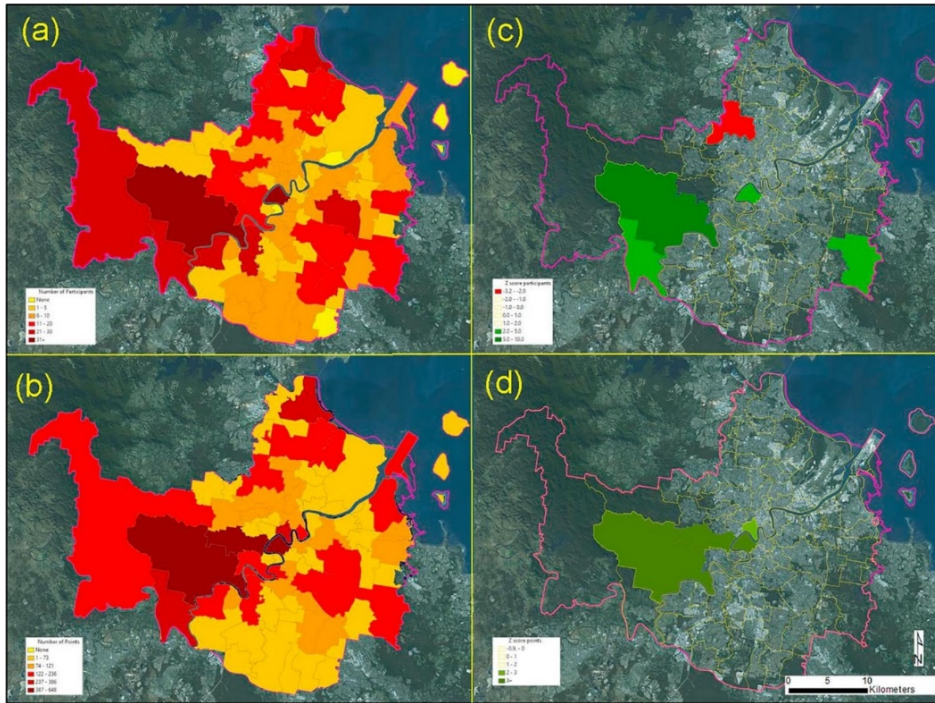 (a)
Number of Participants
None
1 - 5
6 - 10
11 - 20
21 - 30
31+
(c)
Z score participants
-3.2 - -2.0
-2.0 - -1.0
-1.0 - 0.0
0.0 - 1.0
1.0 - 2.0
2.0 - 5.0
5.0 - 10.0
(b)
Number of Points
None
1 - 73
74 - 121
122 - 236
237 - 386
387 - 646
(d)
Z score points
-0.9 - 0
0 - 1
1 - 2
2 - 3
3+
N
0 5 10
Kilometers